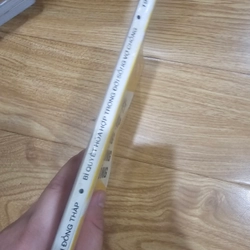 ĐỒNG THÁP • BÍ QUYẾT HÒA HỢP TRONG ĐỜI SỐNG VỢ CHỒNG •